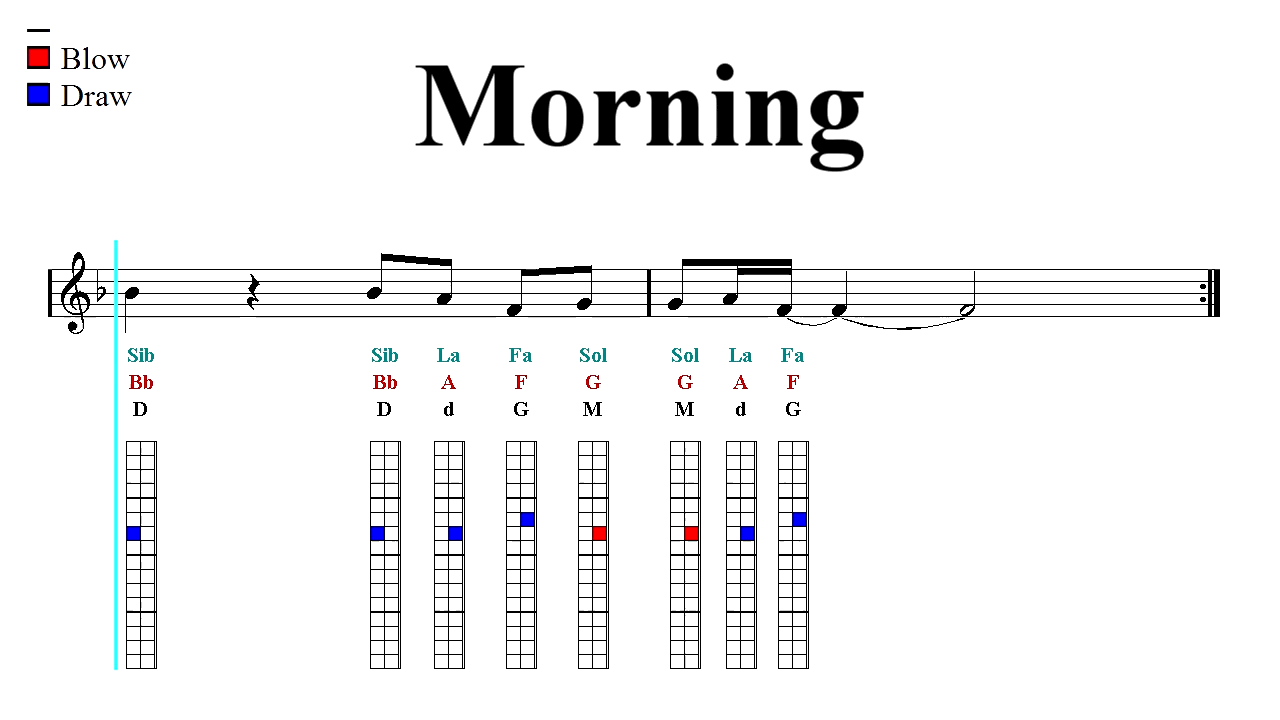 Blow
Draw
Morning
Sib Sib La Fa Sol Sol La Fa
Bb Bb A F G G A F
D D d G M M d G